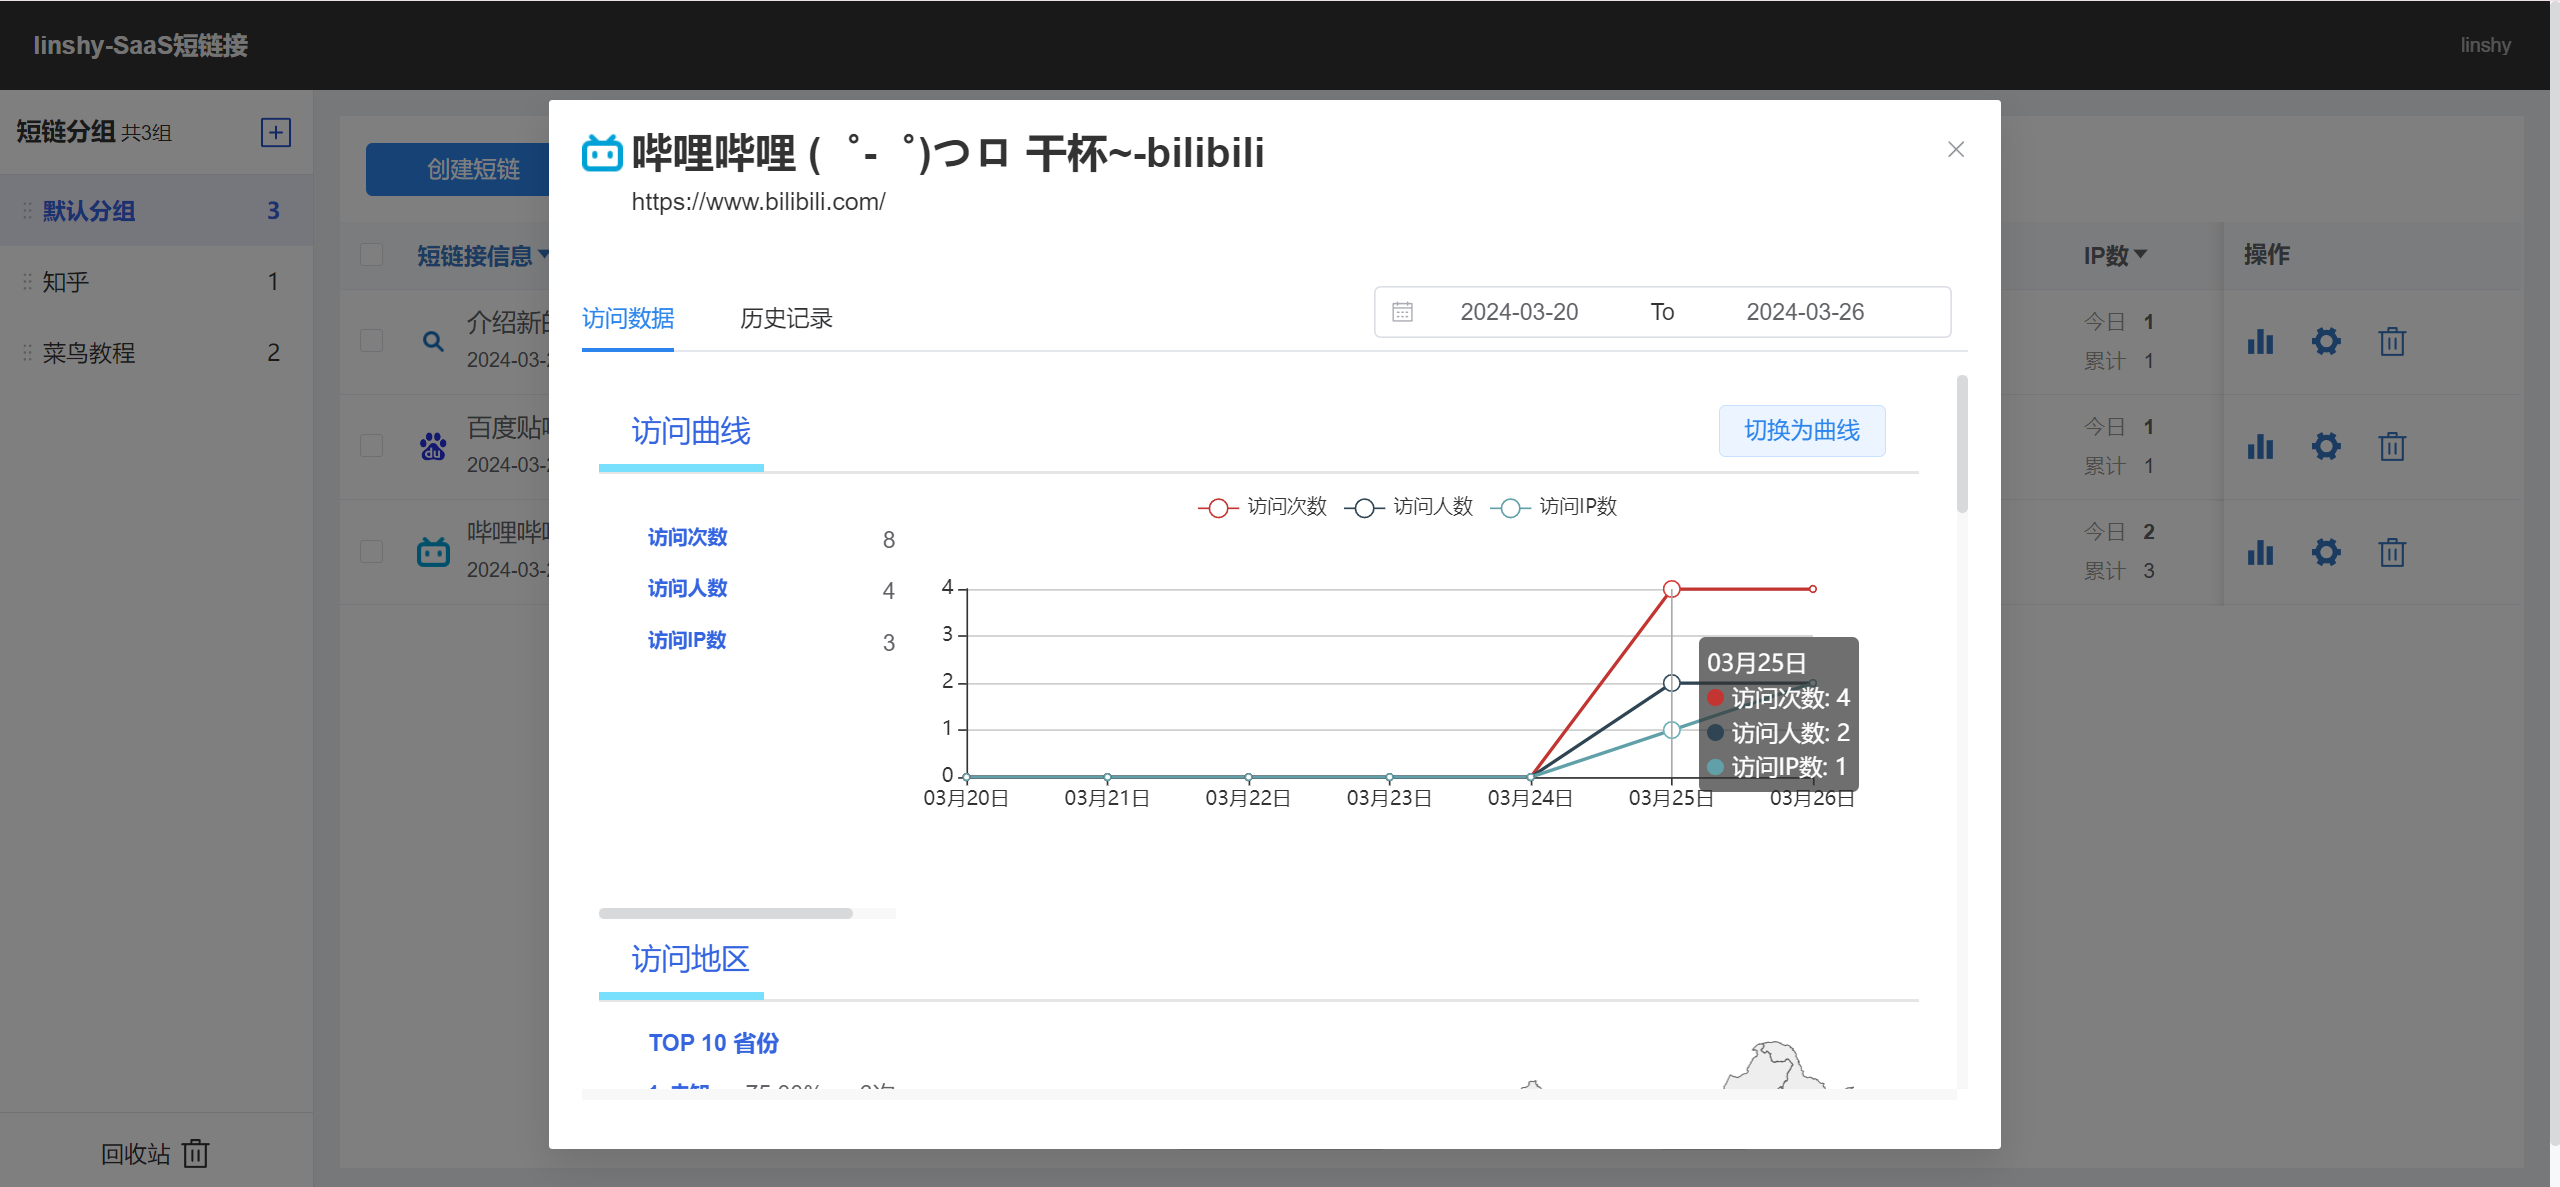 linshy-SaaS短链接
linshy
短链分组 共3组
默认分组 3
知乎 1
菜鸟教程 2
回收站
创建短链
短链接信息
IP数
操作
介绍新
2024-03-
今日 1
累计 1
百度贴
2024-03-
今日 1
累计 1
哔哩哔
2024-03-
今日 2
累计 3
哔哩哔哩 (゜-゜)つロ 干杯~-bilibili
https://www.bilibili.com/
访问数据
历史记录
2024-03-20 To 2024-03-26
访问曲线
切换为曲线
访问次数 8
访问人数 4
访问IP数 3
访问次数 访问人数 访问IP数
4
3
2
1
0
03月20日 03月21日 03月22日 03月23日 03月24日 03月25日 03月26日
03月25日
访问次数: 4
访问人数: 2
访问IP数: 1
访问地区
TOP 10 省份